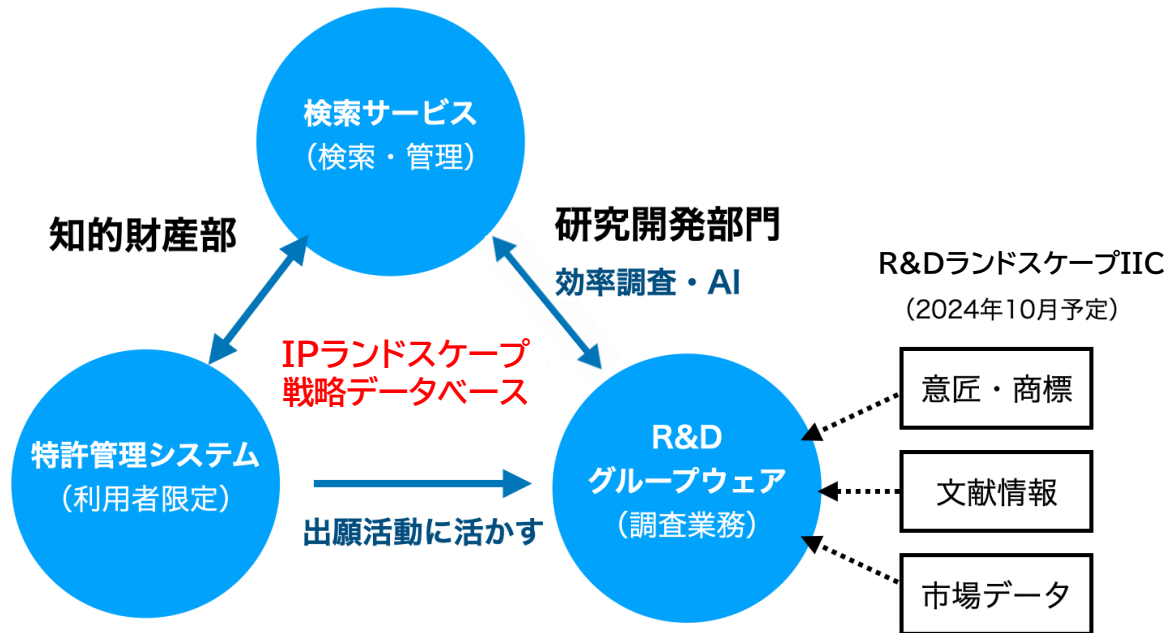 検索サービス
（検索・管理）
知的財産部
研究開発部門
効率調査・AI
R&DランドスケープIIC
（2024年10月予定）
IPランドスケープ
戦略データベース
特許管理システム
（利用者限定）
出願活動に活かす
R&D
グループウェア
（調査業務）
意匠・商標
文献情報
市場データ